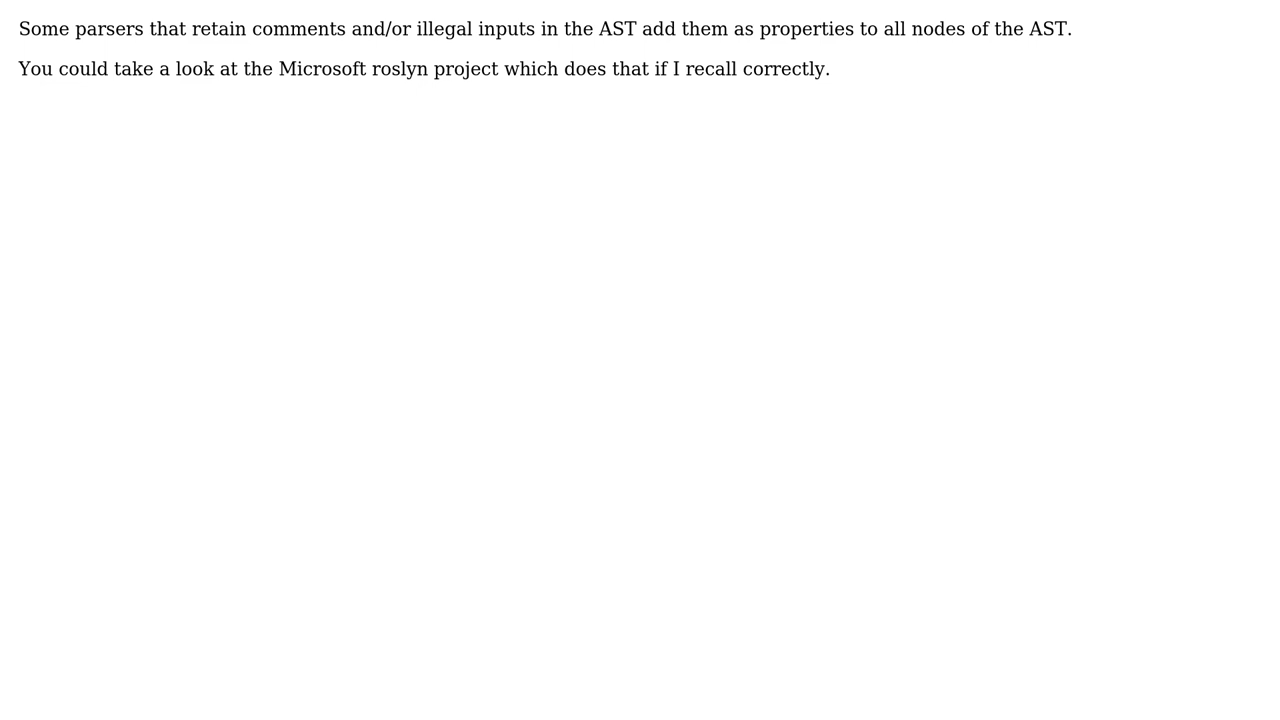 Some parsers that retain comments and/or illegal inputs in the AST add them as properties to all nodes of the AST.
You could take a look at the Microsoft roslyn project which does that if I recall correctly.